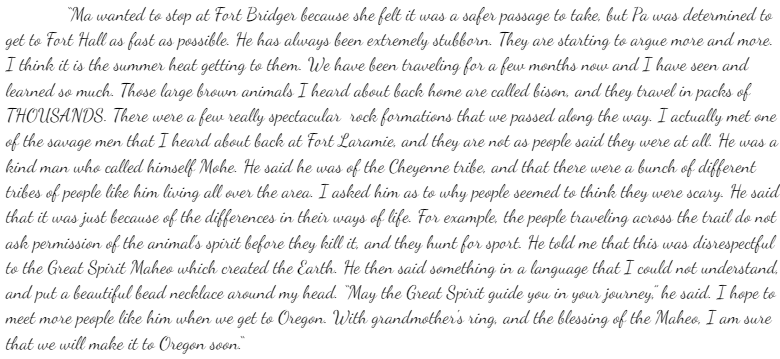 "Ma wanted to stop at Fort Bridger because she felt it was a safer passage to take, but Pa was determined to
get to Fort Hall as fast as possible. He has always been extremely stubborn. They are starting to argue more and more.
I think it is the summer heat getting to them. We have been traveling for a few months now and I have seen and
learned so much. Those large brown animals I heard about back home are called bison, and they travel in packs of
THOUSANDS. There were a few really spectacular rock formations that we passed along the way. I actually met one
of the savage men that I heard about back at Fort Laramie, and they are not as people said they were at all. He was a
kind man who called himself Mohe. He said he was of the Cheyenne tribe, and that there were a bunch of different
tribes of people like him living all over the area. I asked him as to why people seemed to think they were scary. He said
that it was just because of the differences in their ways of life. For example, the people traveling across the trail do not
ask permission of the animal's spirit before they kill it, and they hunt for sport. He told me that this was disrespectful
to the Great Spirit Maheo which created the Earth. He then said something in a language that I could not understand,
and put a beautiful bead necklace around my head. "May the Great Spirit guide you in your journey," he said. I hope to
meet more people like him when we get to Oregon. With grandmother's ring, and the blessing of the Maheo, I am sure
that we will make it to Oregon soon."